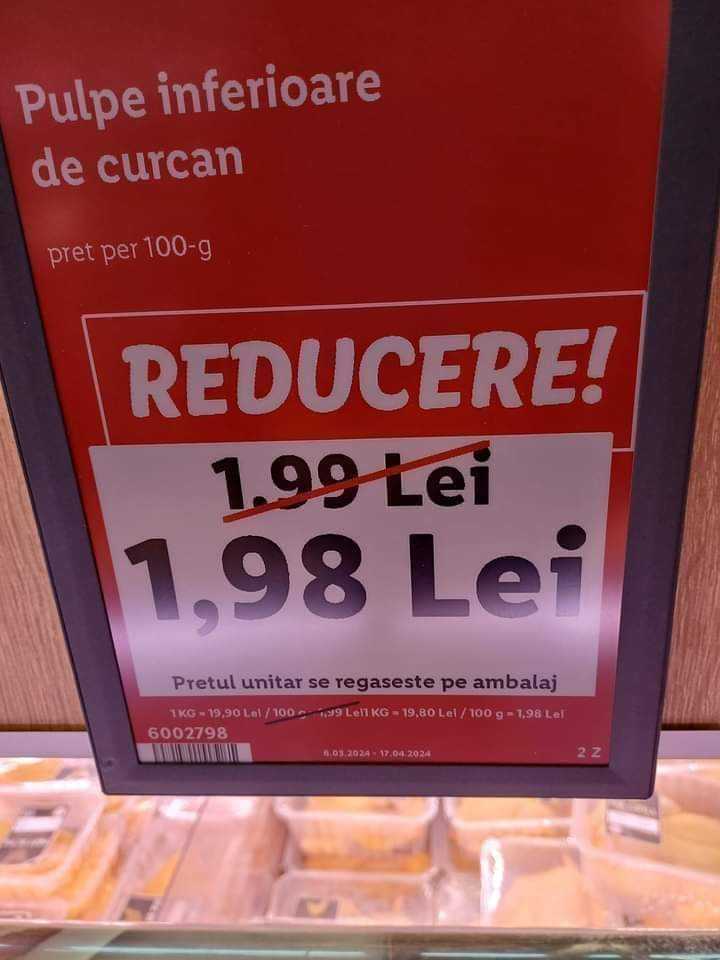 Pulpe inferioare
de curcan
pret per 100-g
REDUCERE!
1.99 Lei
1,98 Lei
Pretul unitar se regaseste pe ambalaj
1 KG = 19,90 Lei / 100 g = 1,99 Lei1 KG = 19,80 Lei / 100 g = 1,98 Lei
6002798
6.03.2024 - 17.04.2024
2 Z